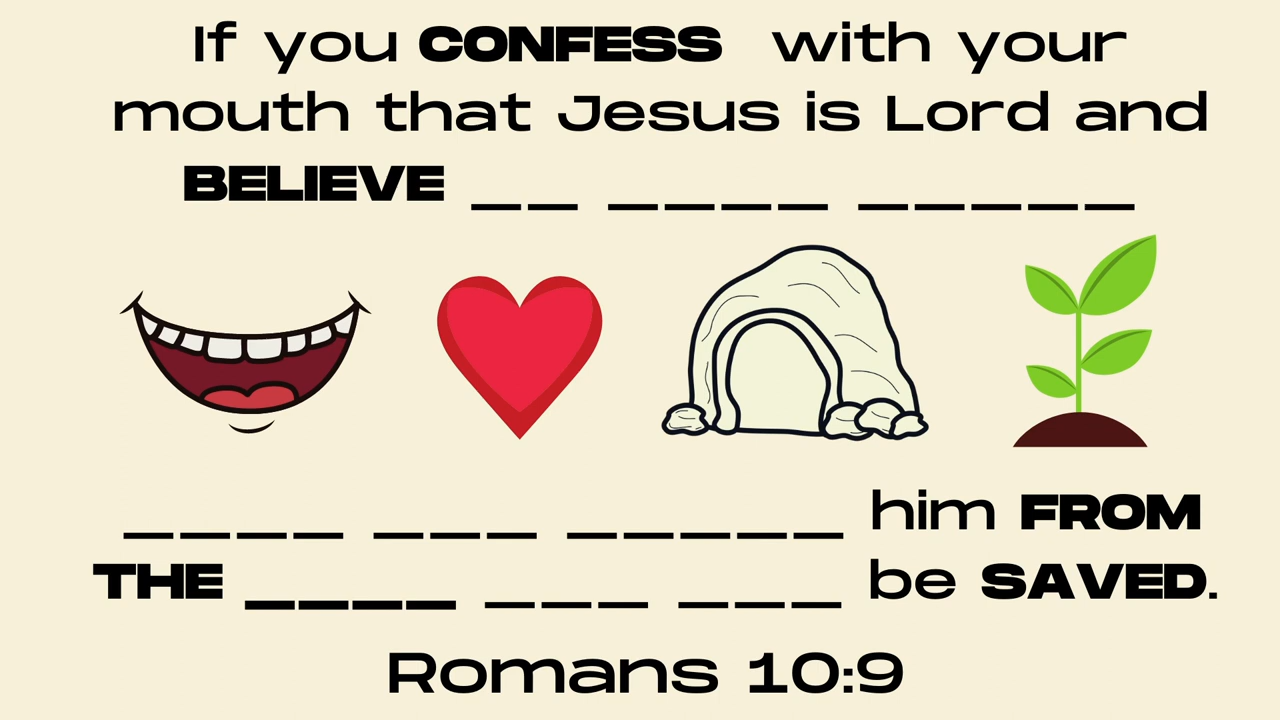 If you CONFESS with your
mouth that Jesus is Lord and
BELIEVE __ ____ _____
____ ___ _____ him FROM
THE ____ ___ ___ be SAVED.
Romans 10:9